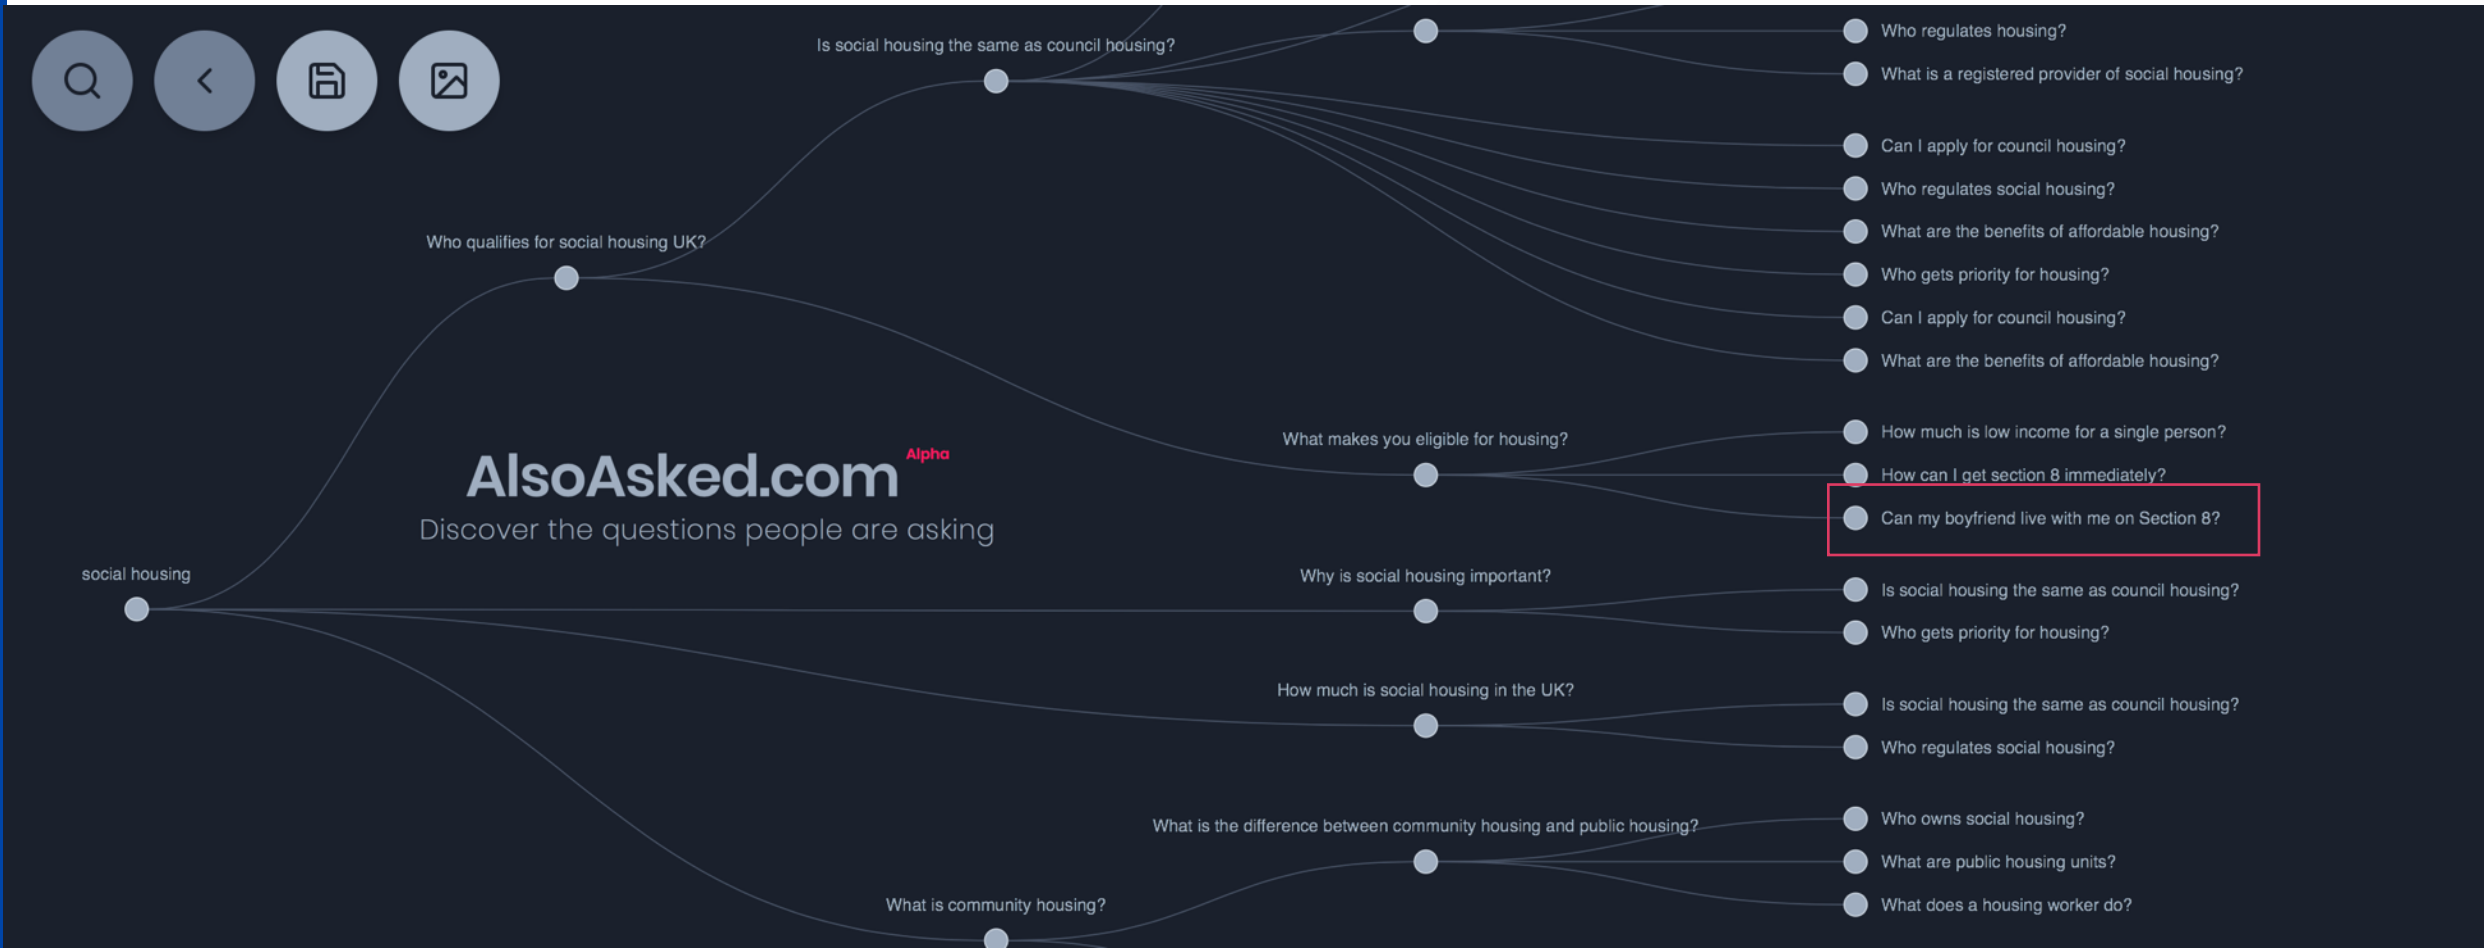 Is social housing the same as council housing?
Who regulates housing?
What is a registered provider of social housing?
Can I apply for council housing?
Who regulates social housing?
What are the benefits of affordable housing?
Who gets priority for housing?
Can I apply for council housing?
What are the benefits of affordable housing?
Who qualifies for social housing UK?
What makes you eligible for housing?
How much is low income for a single person?
How can I get section 8 immediately?
Can my boyfriend live with me on Section 8?
AlsoAsked.com Alpha
Discover the questions people are asking
social housing
Why is social housing important?
Is social housing the same as council housing?
Who gets priority for housing?
How much is social housing in the UK?
Is social housing the same as council housing?
Who regulates social housing?
What is the difference between community housing and public housing?
Who owns social housing?
What are public housing units?
What does a housing worker do?
What is community housing?